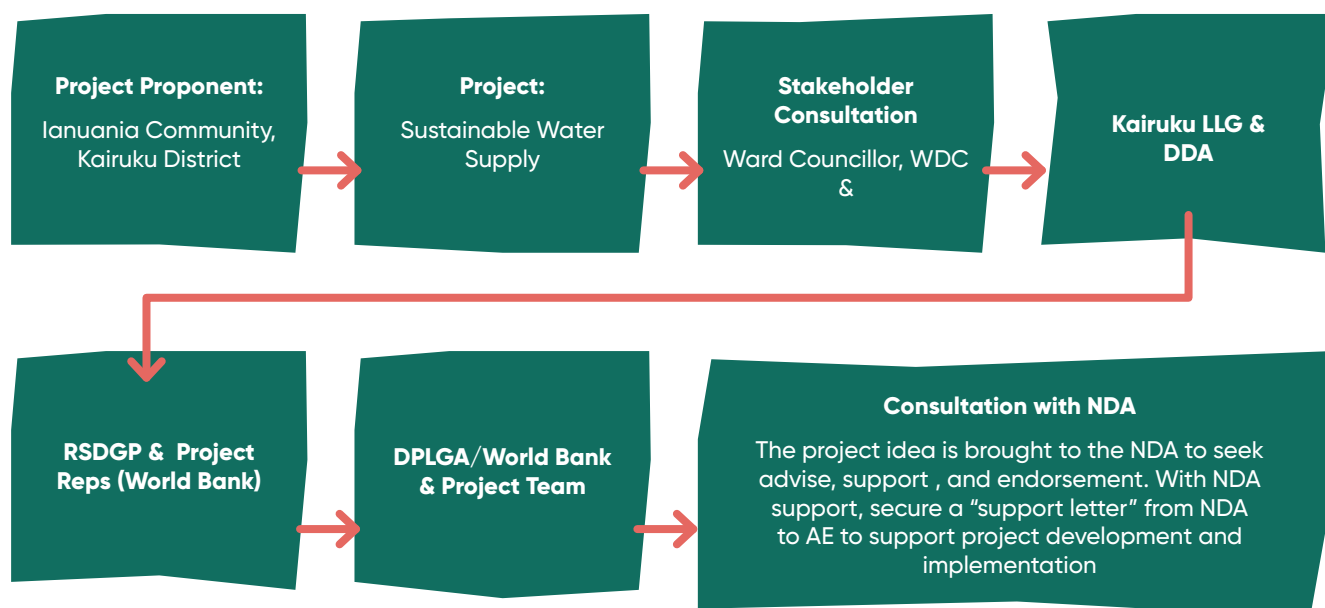 Project Proponent:
Ianuania Community,
Kairuku District
Project:
Sustainable Water
Supply
Stakeholder
Consultation
Ward Councillor, WDC
&
Kairuku LLG &
DDA
RSDGP & Project
Reps (World Bank)
DPLGA/World Bank
& Project Team
Consultation with NDA
The project idea is brought to the NDA to seek
advise, support , and endorsement. With NDA
support, secure a “support letter” from NDA
to AE to support project development and
implementation